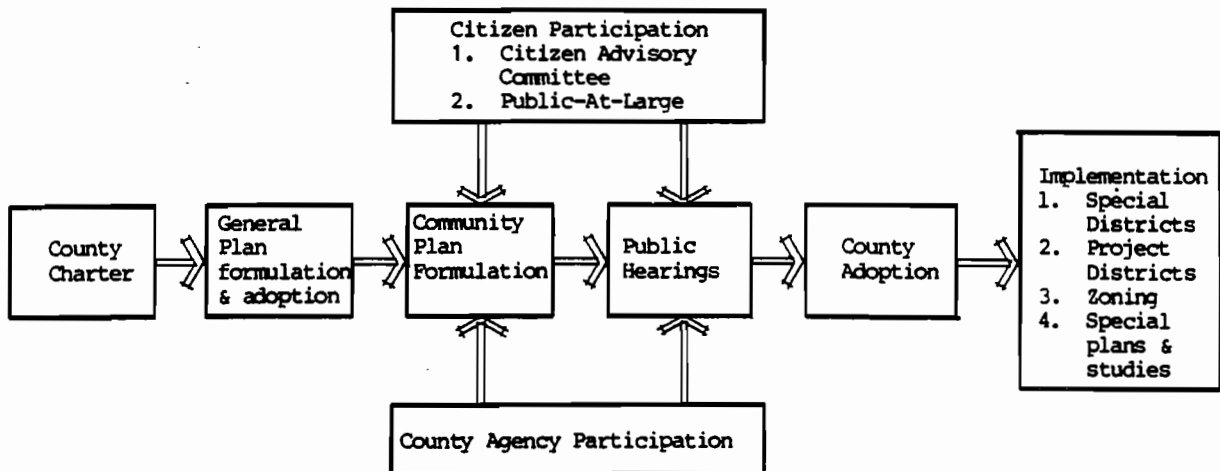 Citizen Participation
1. Citizen Advisory
Committee
2. Public-At-Large
County
Charter
General
Plan
formulation
& adoption
Community
Plan
Formulation
Public
Hearings
County
Adoption
Implementation
1. Special
Districts
2. Project
Districts
3. Zoning
4. Special
plans &
studies
County Agency Participation